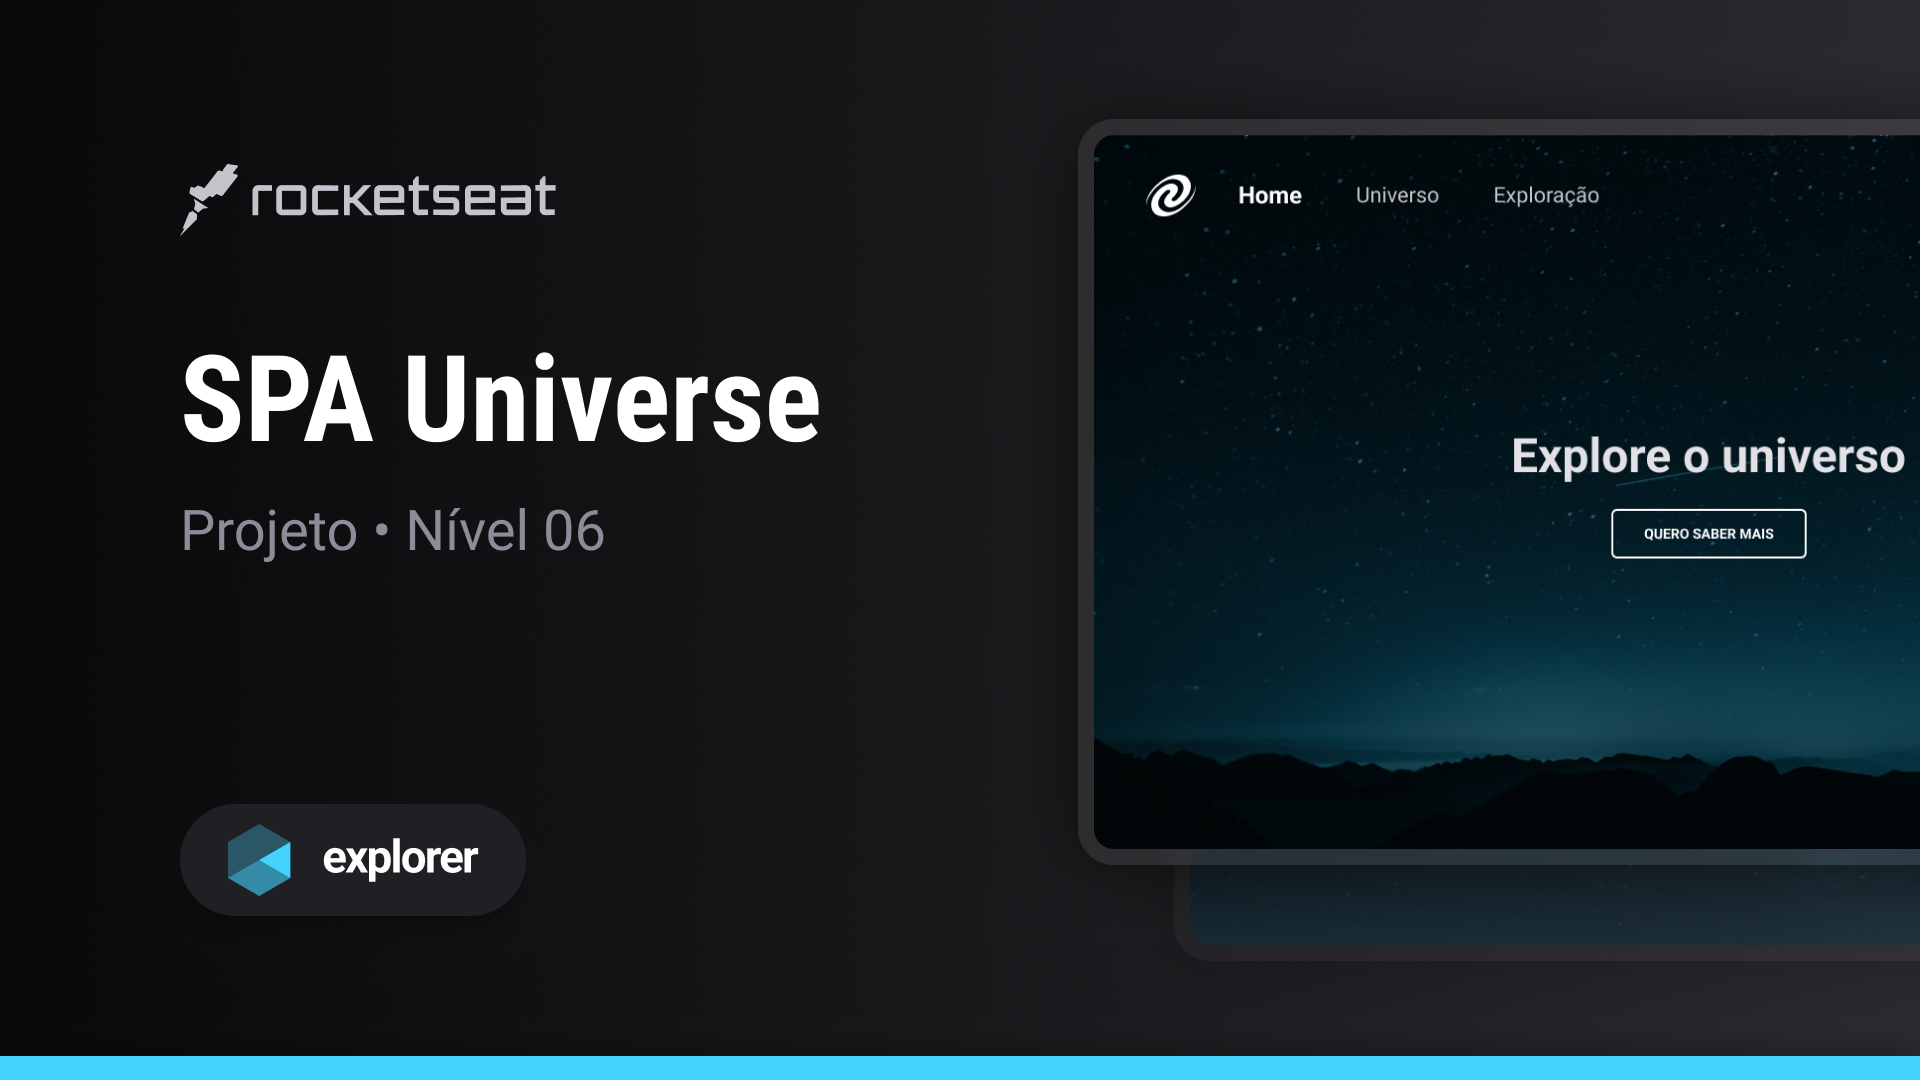 rocketseat
SPA Universe
Projeto • Nível 06
explorer
Home Universo Exploração
Explore o universo
QUERO SABER MAIS